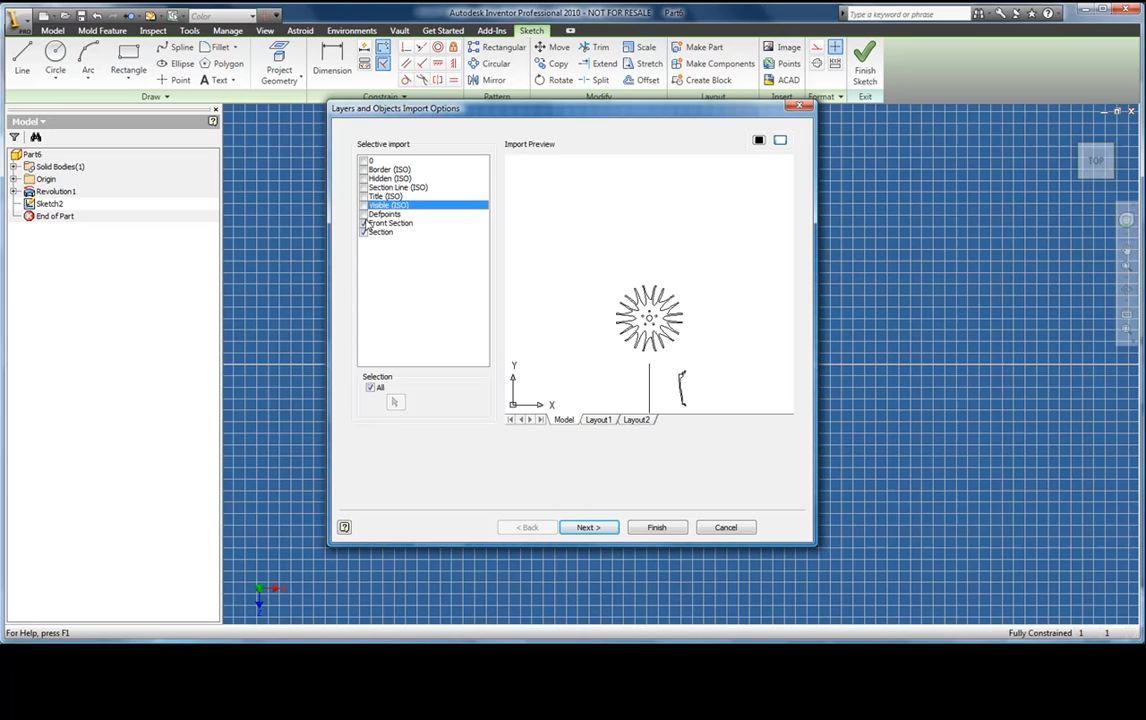 Color
Autodesk Inventor Professional 2010 - NOT FOR RESALE Part6
Type a keyword or phrase
PRO
Model Mold Feature Inspect Tools Manage View Astroid Environments Vault Get Started Add-Ins Sketch
Spline Fillet
Ellipse Polygon
Point Text
Line Circle Arc Rectangle
Project Geometry
Dimension
Rectangular
Circular
Mirror
Move Trim Scale
Copy Extend Stretch
Rotate Split Offset
Make Part
Make Components
Create Block
Image
Points
ACAD
Finish Sketch
Draw Constrain Pattern Modify Layout Insert Format Exit
Model
Part6
Solid Bodies(1)
Origin
Revolution1
Sketch2
End of Part
Layers and Objects Import Options
Selective import
0
Border (ISO)
Hidden (ISO)
Section Line (ISO)
Title (ISO)
Visible (ISO)
Defpoints
Front Section
Section
Selection
All
Import Preview
Y
X
Model Layout1 Layout2
< Back
Next >
Finish
Cancel
TOP
For Help, press F1
Fully Constrained 1 1